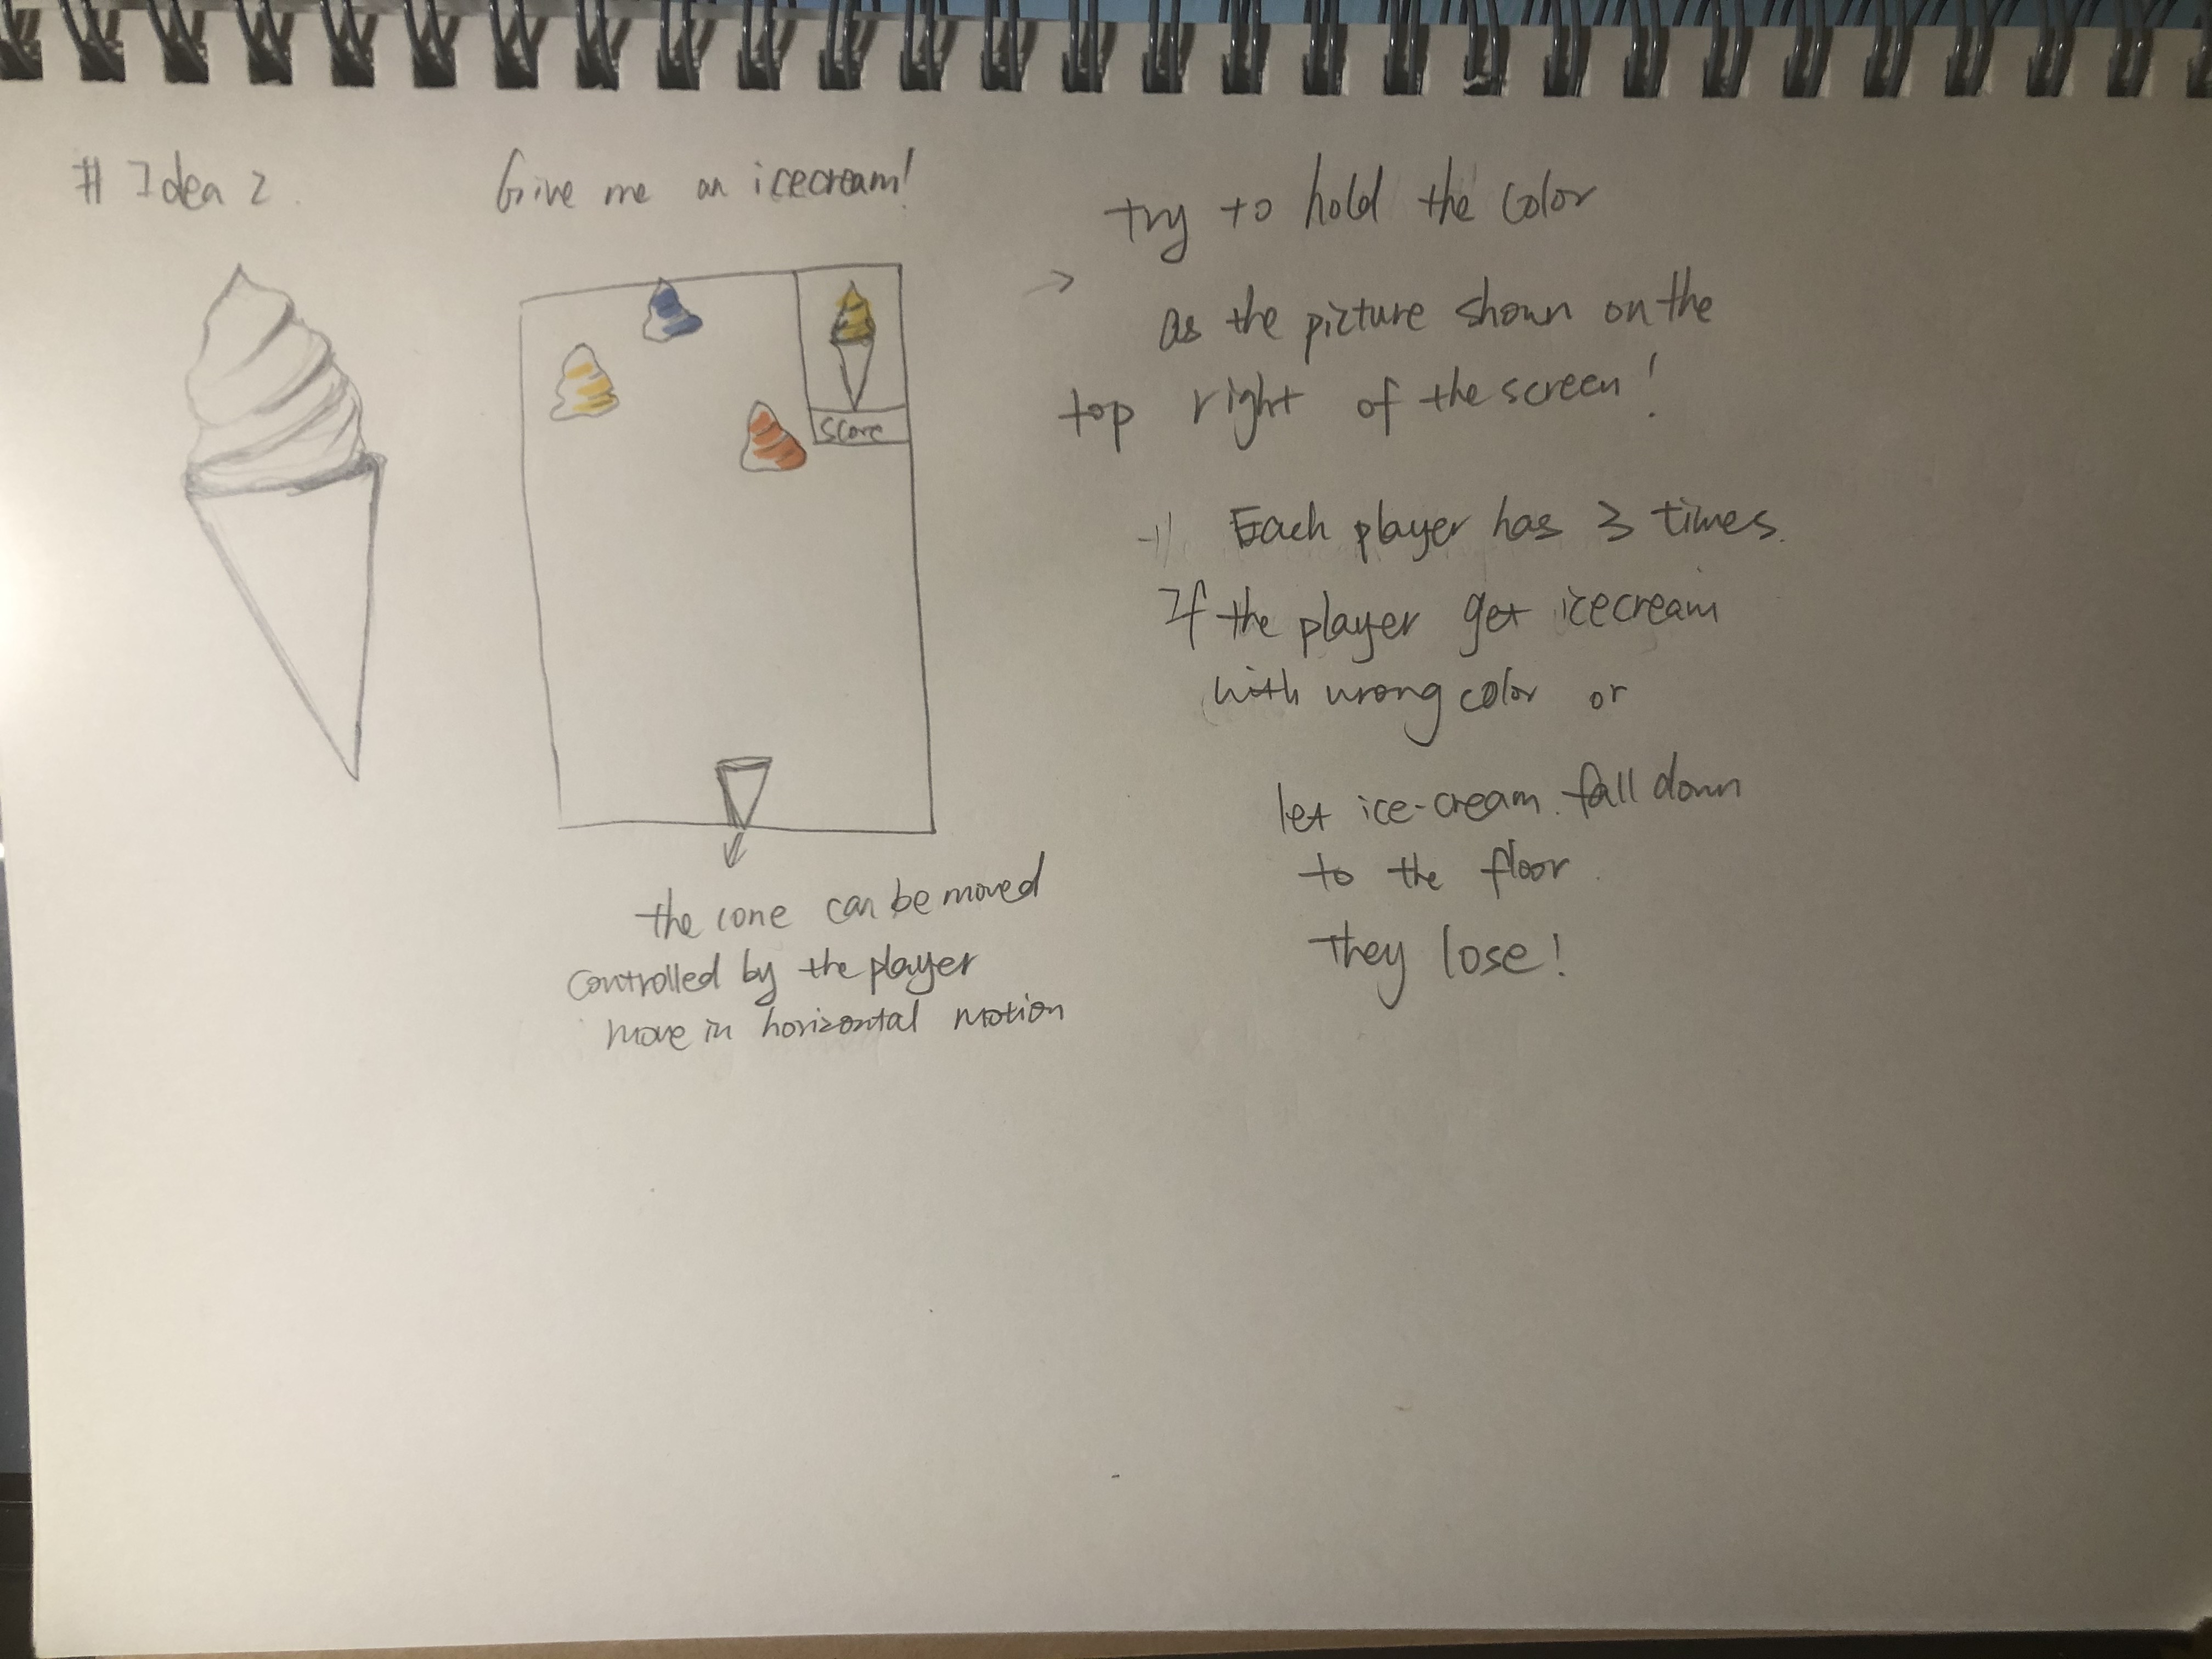 # Idea 2.
Give me an icecream!
score
the cone can be moved
controlled by the player
move in horizontal motion
try to hold the color
as the picture shown on the
top right of the screen!
Each player has 3 times.
If the player get icecream
with wrong color or
let ice-cream fall down
to the floor.
They lose!